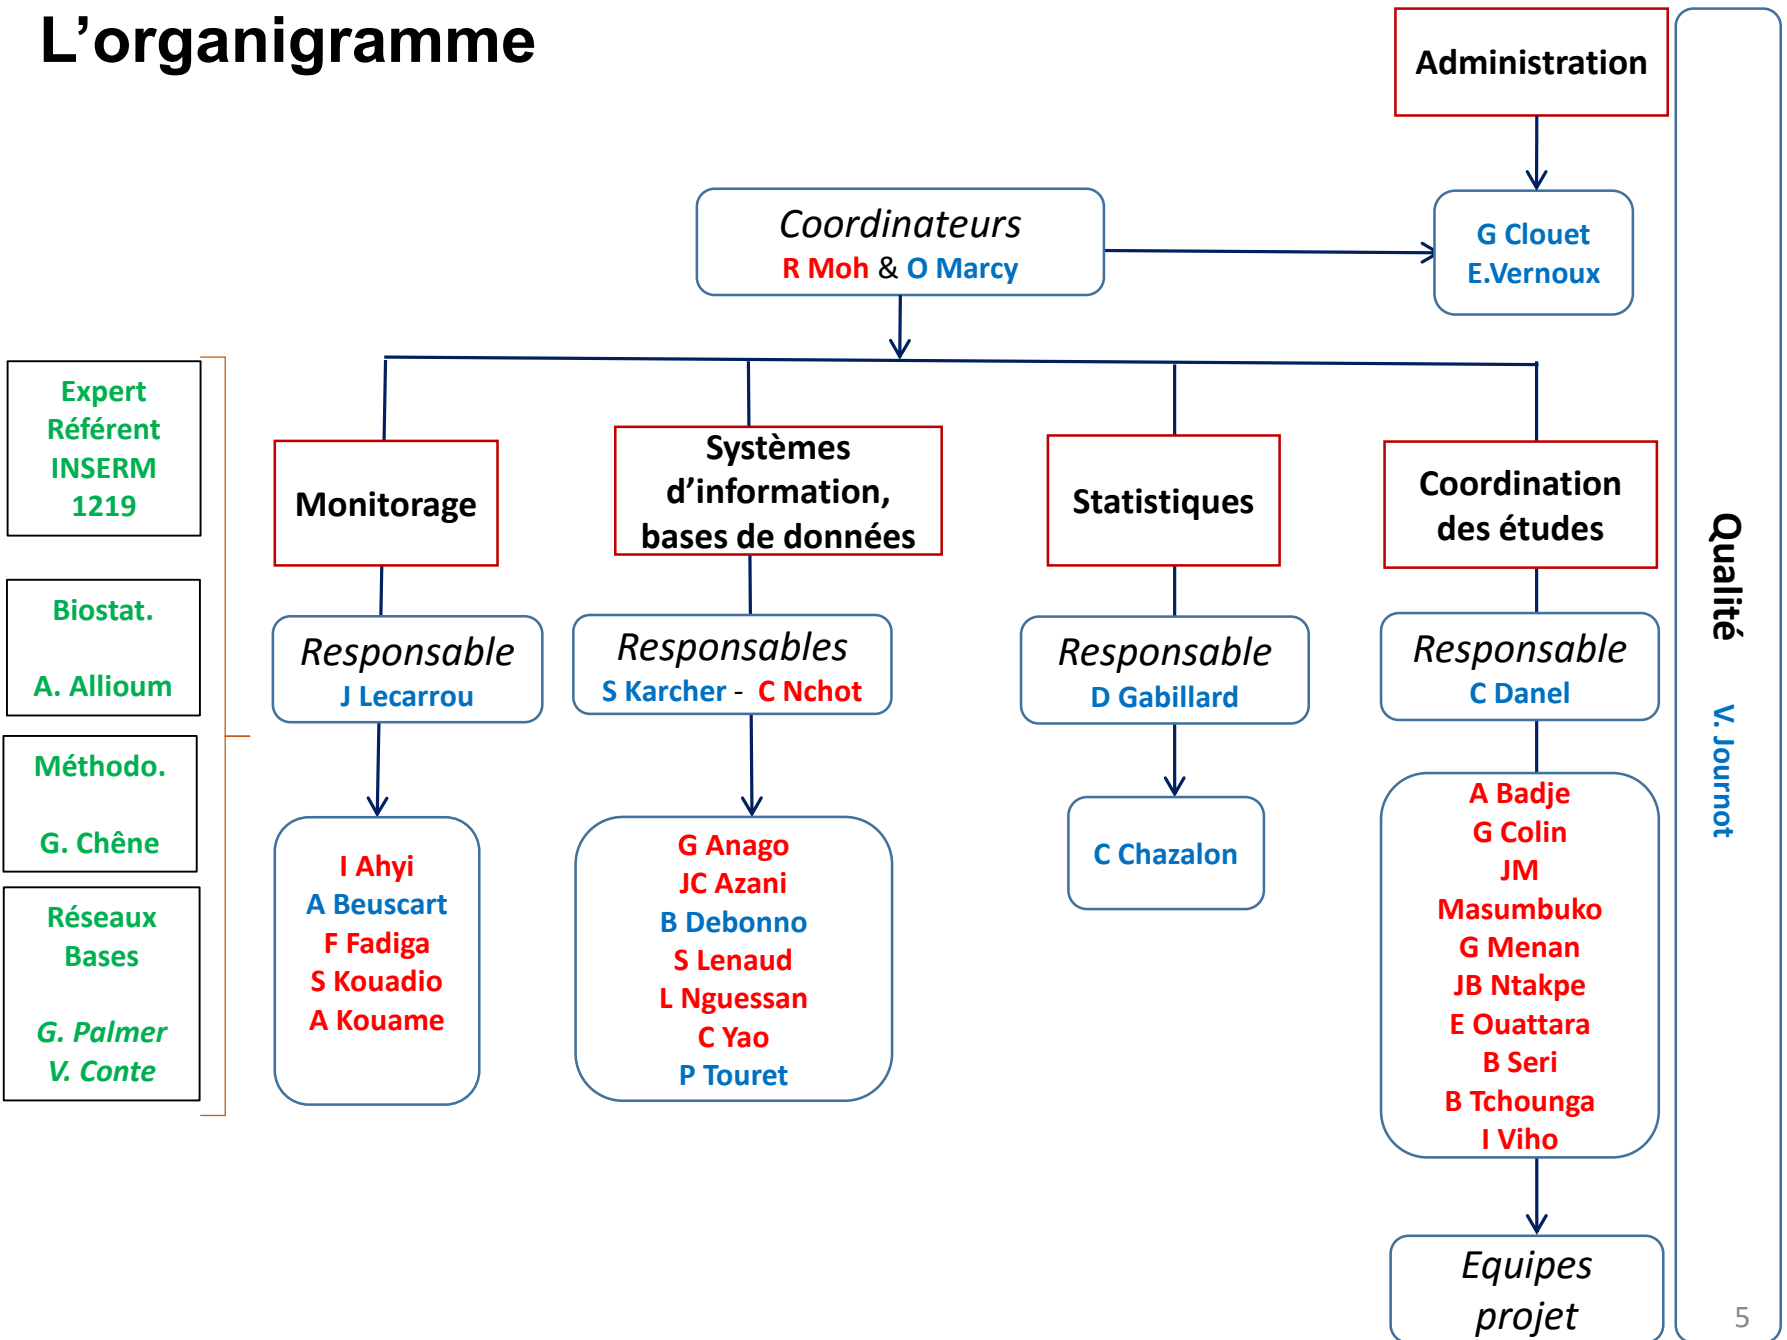 L’organigramme
Administration
Coordinateurs
R Moh & O Marcy
G Clouet
E.Vernoux
Expert
Référent
INSERM
1219
Biostat.
A. Allioum
Méthodo.
G. Chêne
Réseaux
Bases
G. Palmer
V. Conte
Monitorage
Responsable
J Lecarrou
I Ahyi
A Beuscart
F Fadiga
S Kouadio
A Kouame
Systèmes
d’information,
bases de données
Responsables
S Karcher - C Nchot
G Anago
JC Azani
B Debonno
S Lenaud
L Nguessan
C Yao
P Touret
Statistiques
Responsable
D Gabillard
C Chazalon
Coordination
des études
Responsable
C Danel
A Badje
G Colin
JM
Masumbuko
G Menan
JB Ntakpe
E Ouattara
B Seri
B Tchounga
I Viho
Equipes
projet
Qualité V. Journot
5